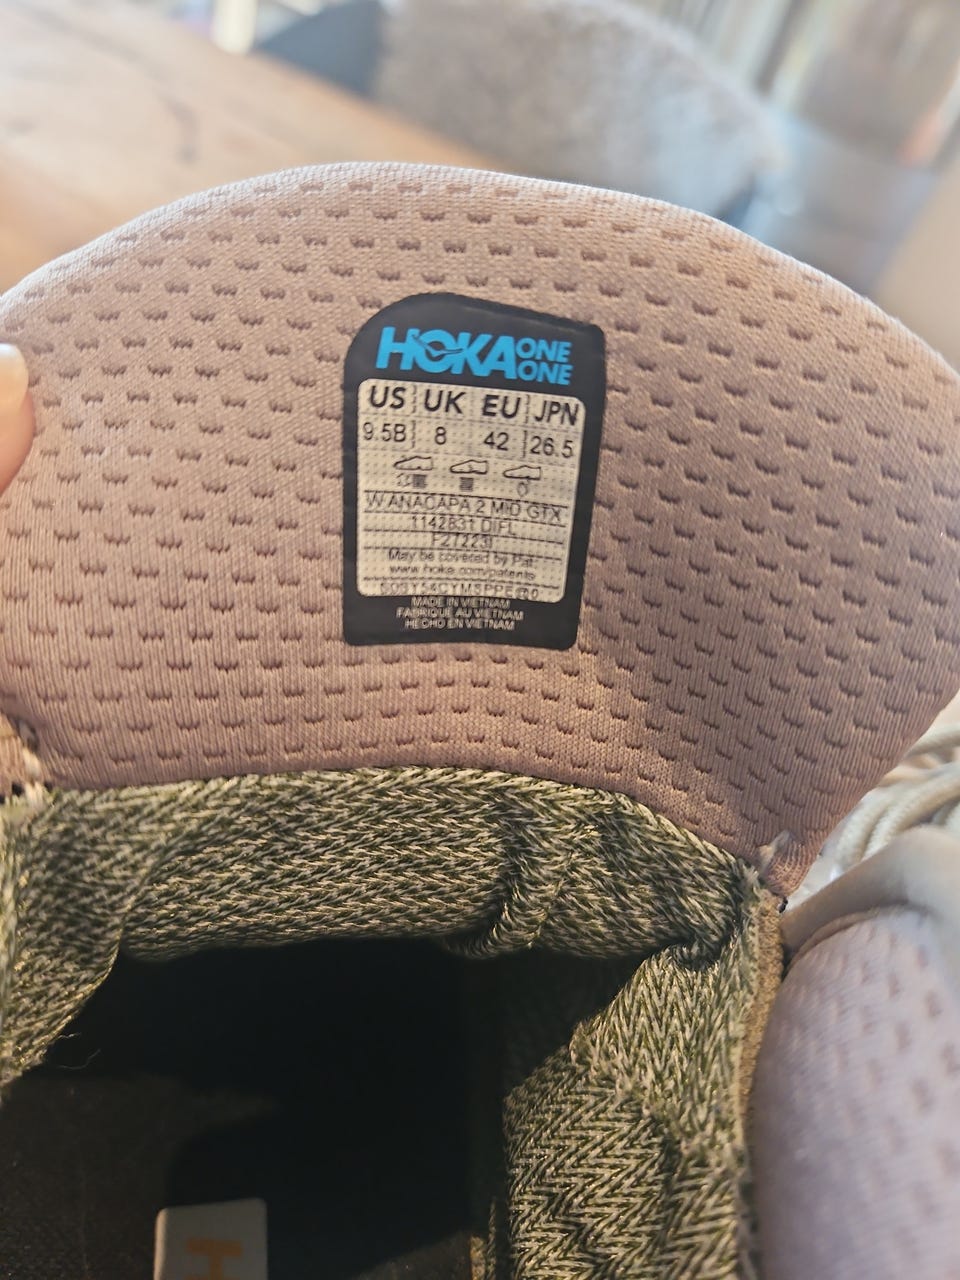 HOKA ONE ONE
US UK EU JPN
9.5B 8 42 26.5
W ANACAPA 2 MID GTX
1142831 DIFL
F27223I
May be covered by Pat.
www.hoka.com/patents
MADE IN VIETNAM
FABRIQUE AU VIETNAM
HECHO EN VIETNAM
H